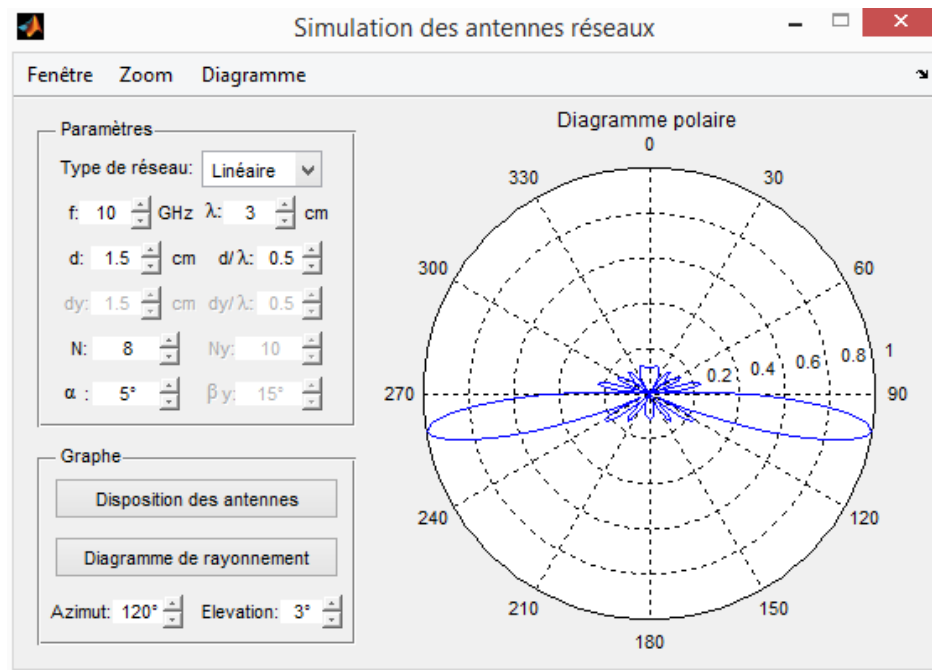 Simulation des antennes réseaux
Fenêtre Zoom Diagramme
Paramètres
Type de réseau: Linéaire
f: 10 GHz λ: 3 cm
d: 1.5 cm d/λ: 0.5
dy: 1.5 cm dy/λ: 0.5
N: 8 Ny: 10
α : 5° βy: 15°
Graphe
Disposition des antennes
Diagramme de rayonnement
Azimut: 120° Elevation: 3°
Diagramme polaire
0
330 30
300 60
0.2 0.4 0.6 0.8 1
270 90
240 120
210 150
180